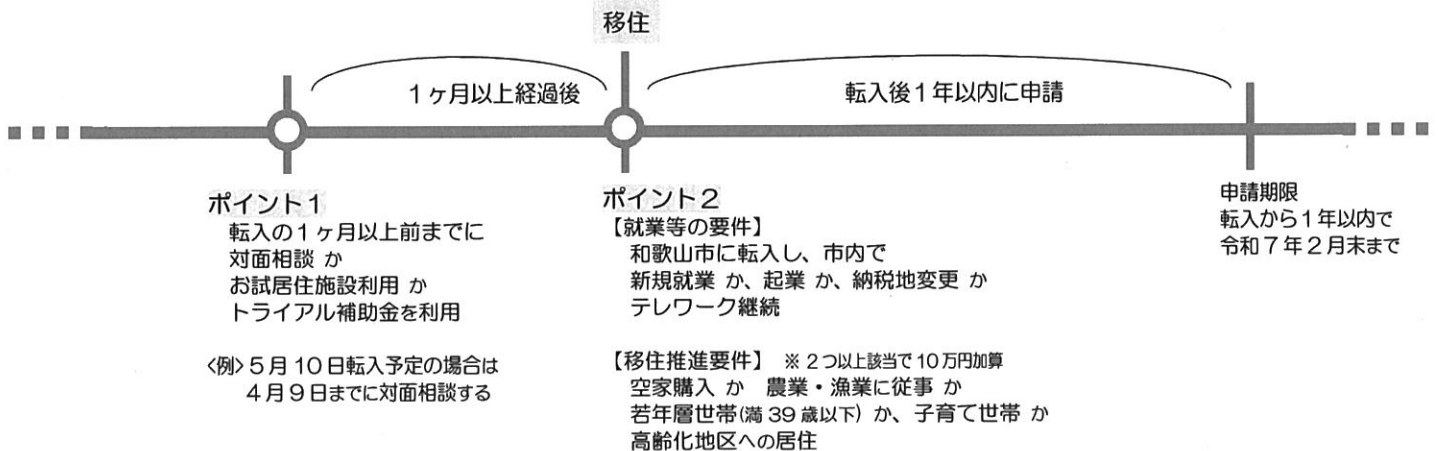 移住
1ヶ月以上経過後
転入後1年以内に申請
ポイント1
転入の1ヶ月以上前までに
対面相談 か
お試居住施設利用 か
トライアル補助金を利用
<例>5月10日転入予定の場合は
4月9日までに対面相談する
ポイント2
【就業等の要件】
和歌山市に転入し、市内で
新規就業 か、起業 か、納税地変更 か
テレワーク継続
【移住推進要件】 ※2つ以上該当で10万円加算
空家購入 か 農業・漁業に従事 か
若年層世帯(満39歳以下) か、子育て世帯 か
高齢化地区への居住
申請期限
転入から1年以内で
令和7年2月末まで